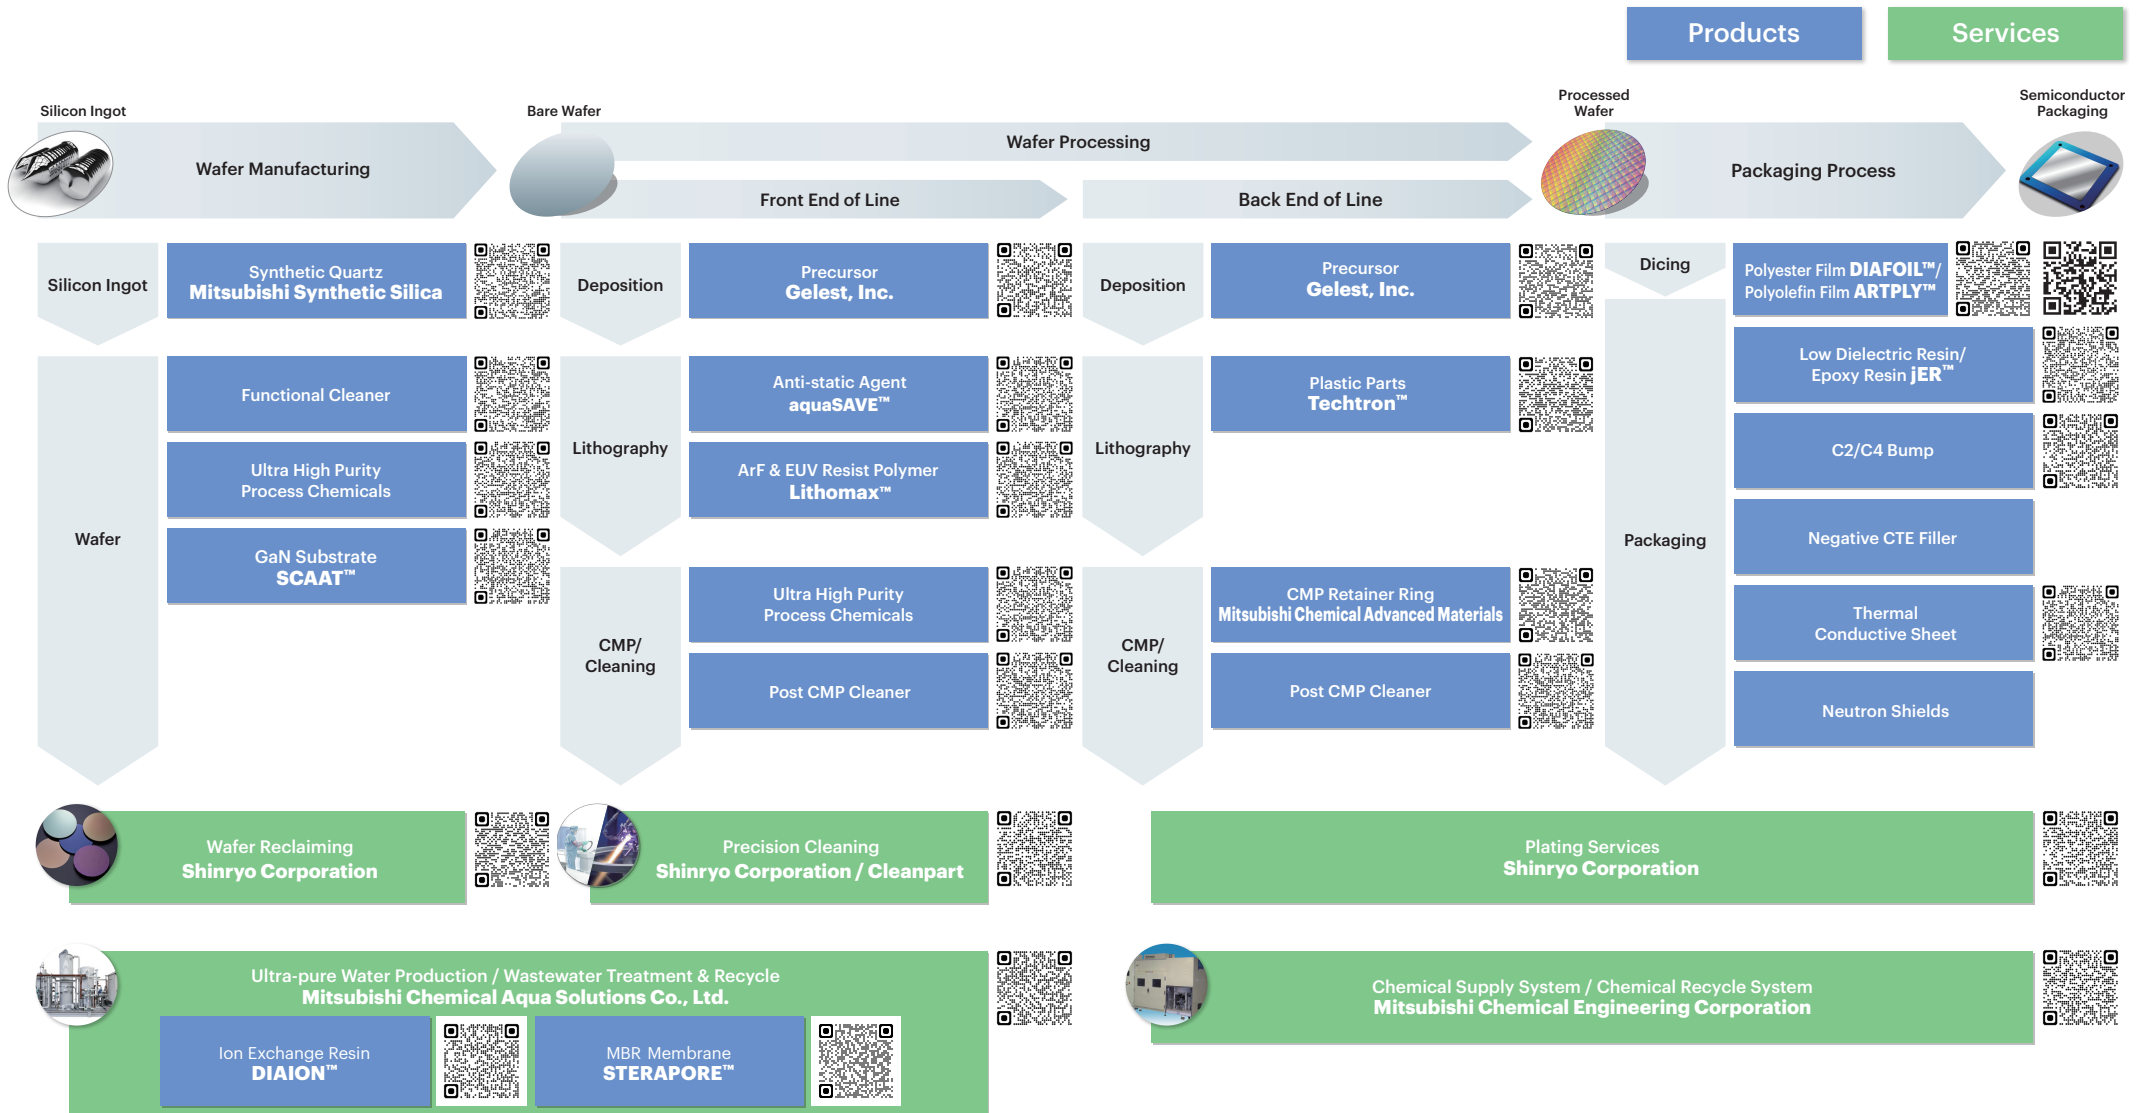 Products
Services
Silicon Ingot
Wafer Manufacturing
Bare Wafer
Wafer Processing
Front End of Line
Back End of Line
Processed
Wafer
Packaging Process
Semiconductor
Packaging
Silicon Ingot
Synthetic Quartz
Mitsubishi Synthetic Silica
Wafer
Functional Cleaner
Ultra High Purity
Process Chemicals
GaN Substrate
SCAAT™
Deposition
Precursor
Gelest, Inc.
Lithography
Anti-static Agent
aquaSAVE™
ArF & EUV Resist Polymer
Lithomax™
CMP/
Cleaning
Ultra High Purity
Process Chemicals
Post CMP Cleaner
Deposition
Precursor
Gelest, Inc.
Lithography
Plastic Parts
Techtron™
CMP/
Cleaning
CMP Retainer Ring
Mitsubishi Chemical Advanced Materials
Post CMP Cleaner
Dicing
Polyester Film DIAFOIL™/
Polyolefin Film ARTPLY™
Packaging
Low Dielectric Resin/
Epoxy Resin jER™
C2/C4 Bump
Negative CTE Filler
Thermal
Conductive Sheet
Neutron Shields
Wafer Reclaiming
Shinryo Corporation
Precision Cleaning
Shinryo Corporation / Cleanpart
Plating Services
Shinryo Corporation
Ultra-pure Water Production / Wastewater Treatment & Recycle
Mitsubishi Chemical Aqua Solutions Co., Ltd.
Ion Exchange Resin
DIAION™
MBR Membrane
STERAPORE™
Chemical Supply System / Chemical Recycle System
Mitsubishi Chemical Engineering Corporation